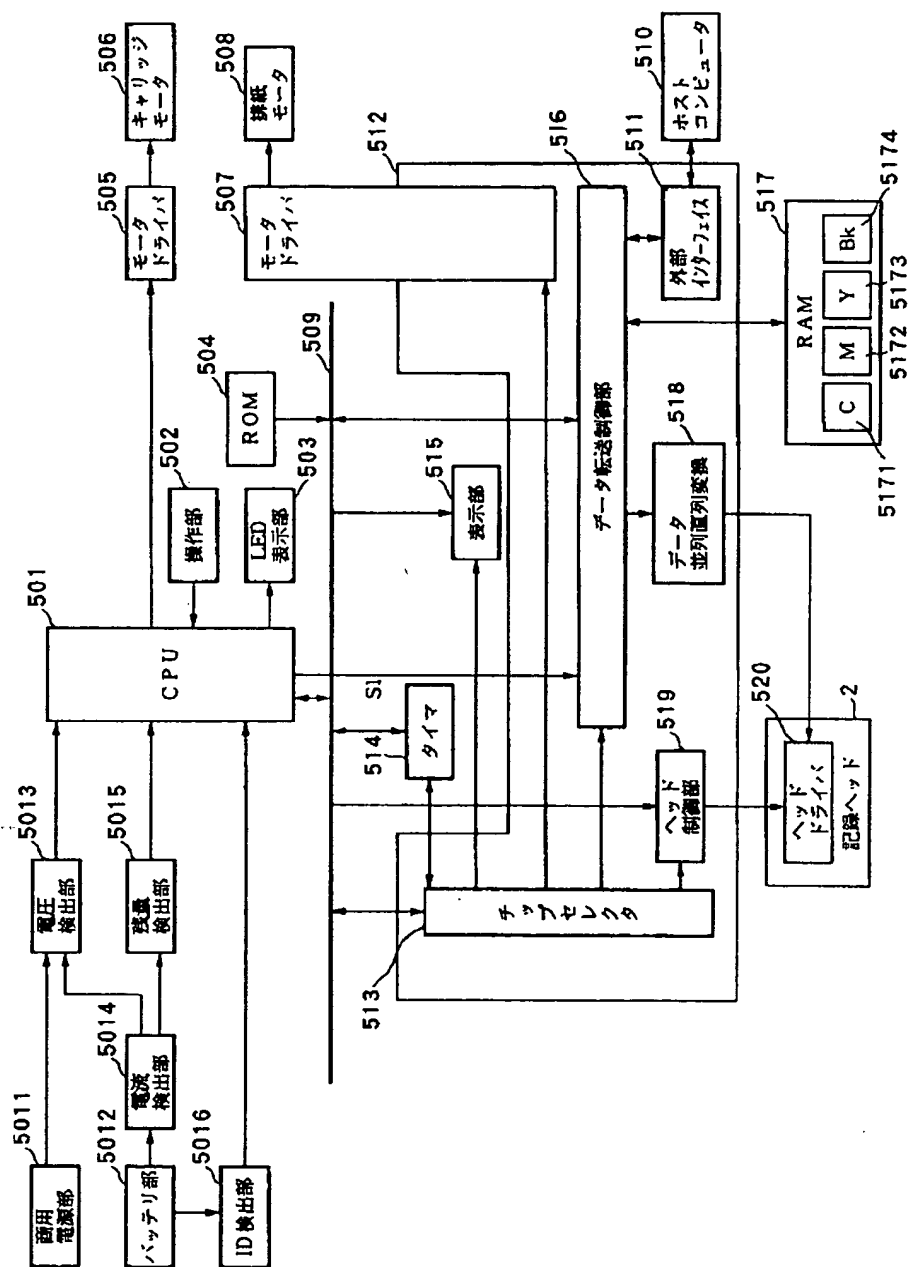 5011
商用
電源部
5012
バッテリ部
5016
ID検出部
5014
電流
検出部
5013
電圧
検出部
5015
残量
検出部
501
CPU
502
操作部
503
LED
表示部
504
ROM
505
モータ
ドライバ
506
キャリッジ
モータ
507
モータ
ドライバ
508
排紙
モータ
509
S1
514
タイマ
515
表示部
512
513
チップセレクタ
516
データ転送制御部
511
外部
インターフェイス
510
ホスト
コンピュータ
519
ヘッド
制御部
518
データ
並列直列変換
520
ヘッド
ドライバ
記録ヘッド
2
517
RAM
C
M
Y
Bk
5171
5172
5173
5174